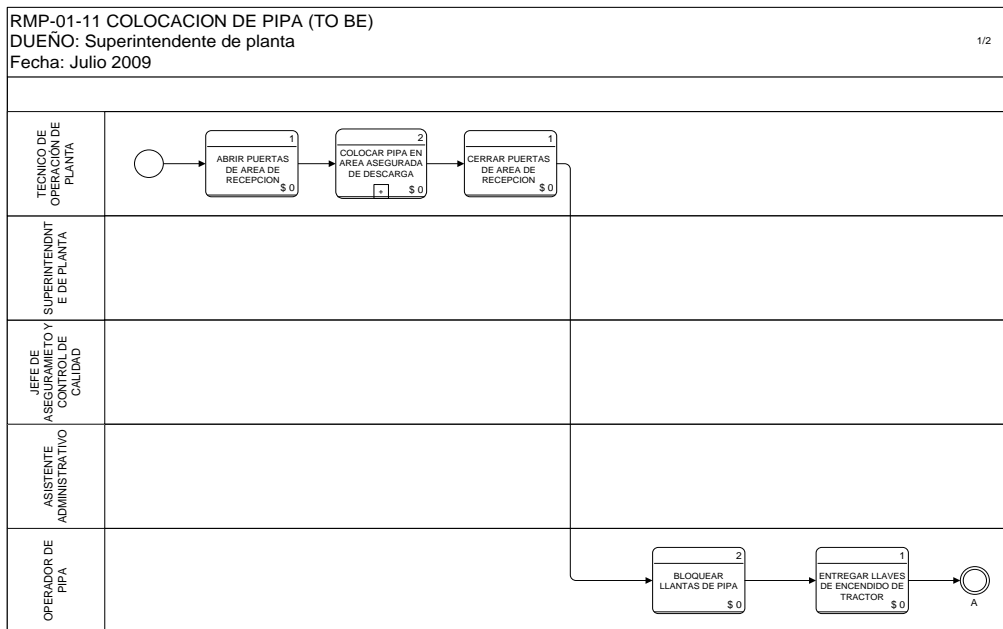 RMP-01-11 COLOCACION DE PIPA (TO BE)
DUEÑO: Superintendente de planta
Fecha: Julio 2009
1/2
TECNICO DE
OPERACIÓN DE
PLANTA
1
ABRIR PUERTAS
DE AREA DE
RECEPCION
$ 0
2
COLOCAR PIPA EN
AREA ASEGURADA
DE DESCARGA
+
$ 0
1
CERRAR PUERTAS
DE AREA DE
RECEPCION
$ 0
SUPERINTENDNT
E DE PLANTA
JEFE DE
ASEGURAMIETO Y
CONTROL DE
CALIDAD
ASISTENTE
ADMINISTRATIVO
OPERADOR DE
PIPA
2
BLOQUEAR
LLANTAS DE PIPA
$ 0
1
ENTREGAR LLAVES
DE ENCENDIDO DE
TRACTOR
$ 0
A